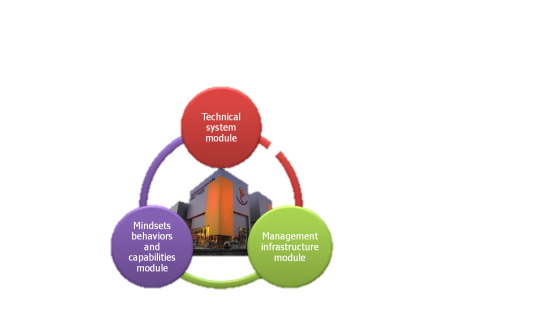 Technical
system
module
Mindsets
behaviors
and
capabilities
module
Management
infrastructure
module